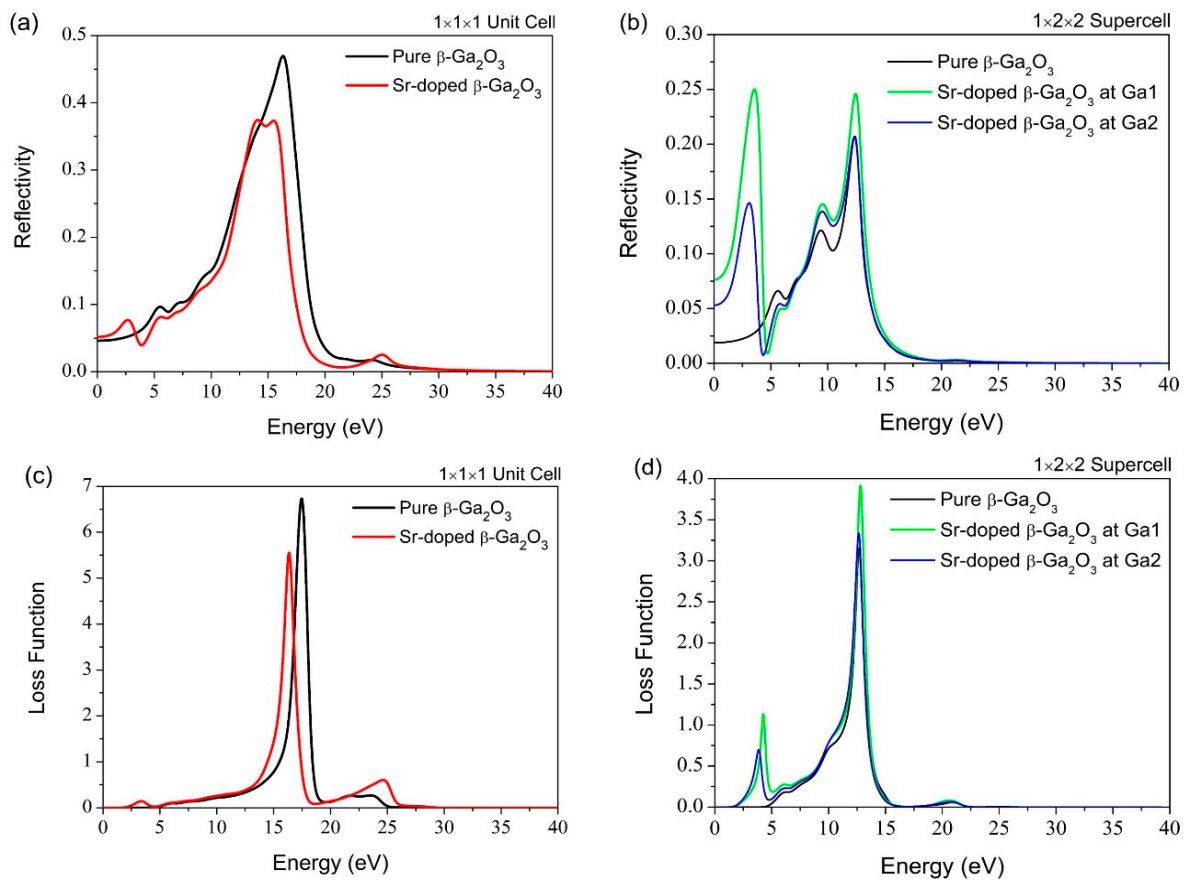 (a)
1×1×1 Unit Cell
0.5
0.4
0.3
0.2
0.1
0.0
Reflectivity
Pure β-Ga₂O₃
Sr-doped β-Ga₂O₃
0 5 10 15 20 25 30 35 40
Energy (eV)
(b)
1×2×2 Supercell
0.30
0.25
0.20
0.15
0.10
0.05
0.00
Reflectivity
Pure β-Ga₂O₃
Sr-doped β-Ga₂O₃ at Ga1
Sr-doped β-Ga₂O₃ at Ga2
0 5 10 15 20 25 30 35 40
Energy (eV)
(c)
1×1×1 Unit Cell
7
6
5
4
3
2
1
0
Loss Function
Pure β-Ga₂O₃
Sr-doped β-Ga₂O₃
0 5 10 15 20 25 30 35 40
Energy (eV)
(d)
1×2×2 Supercell
4.0
3.5
3.0
2.5
2.0
1.5
1.0
0.5
0.0
Loss Function
Pure β-Ga₂O₃
Sr-doped β-Ga₂O₃ at Ga1
Sr-doped β-Ga₂O₃ at Ga2
0 5 10 15 20 25 30 35 40
Energy (eV)